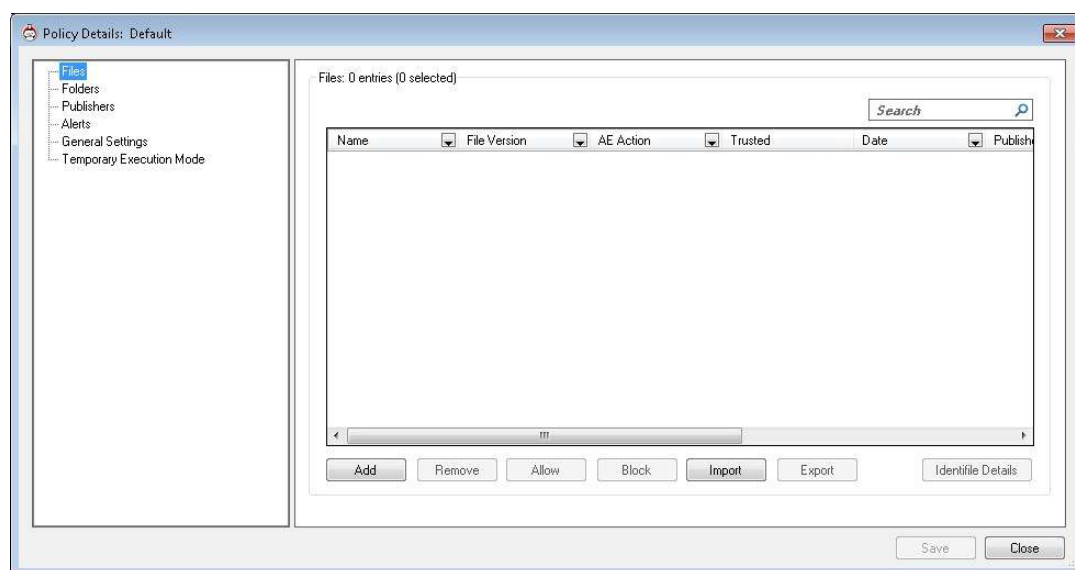 Policy Details: Default
Files
Folders
Publishers
Alerts
General Settings
Temporary Execution Mode
Files: 0 entries (0 selected)
Search
Name File Version AE Action Trusted Date Publishe
Add Remove Allow Block Import Export Identifile Details
Save Close